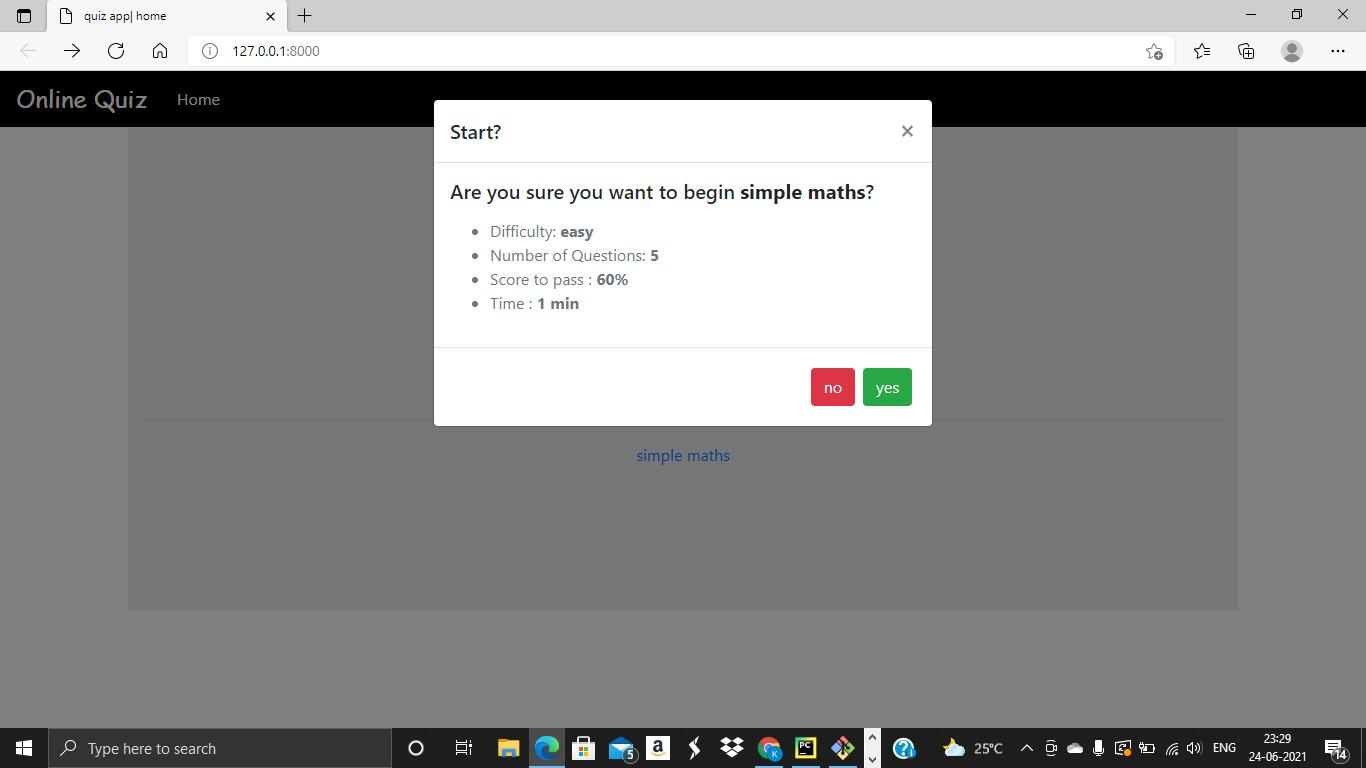 quiz app| home
127.0.0.1:8000
Online Quiz Home
Start? ×
Are you sure you want to begin simple maths?
Difficulty: easy
Number of Questions: 5
Score to pass : 60%
Time : 1 min
no yes
simple maths
Type here to search
5
a
K
PC
25°C
ENG
23:29
24-06-2021
14